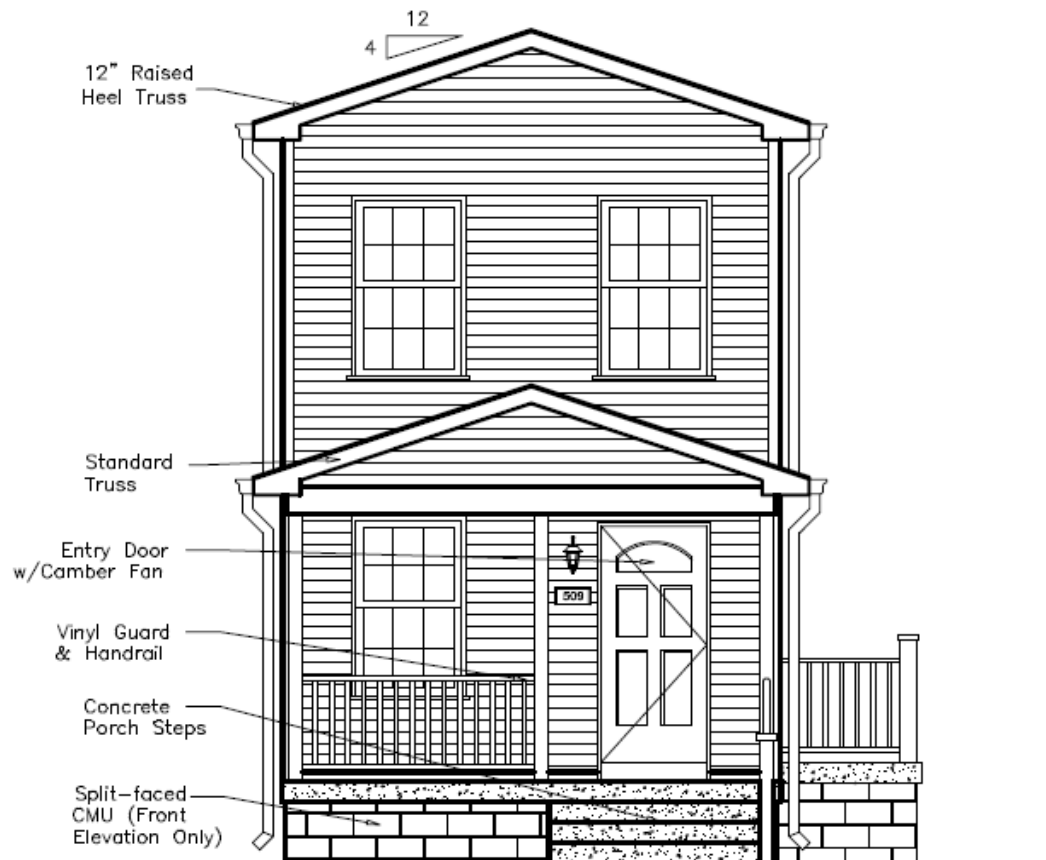 12
4
12" Raised
Heel Truss
Standard
Truss
Entry Door
w/Camber Fan
509
Vinyl Guard
& Handrail
Concrete
Porch Steps
Split-faced
CMU (Front
Elevation Only)